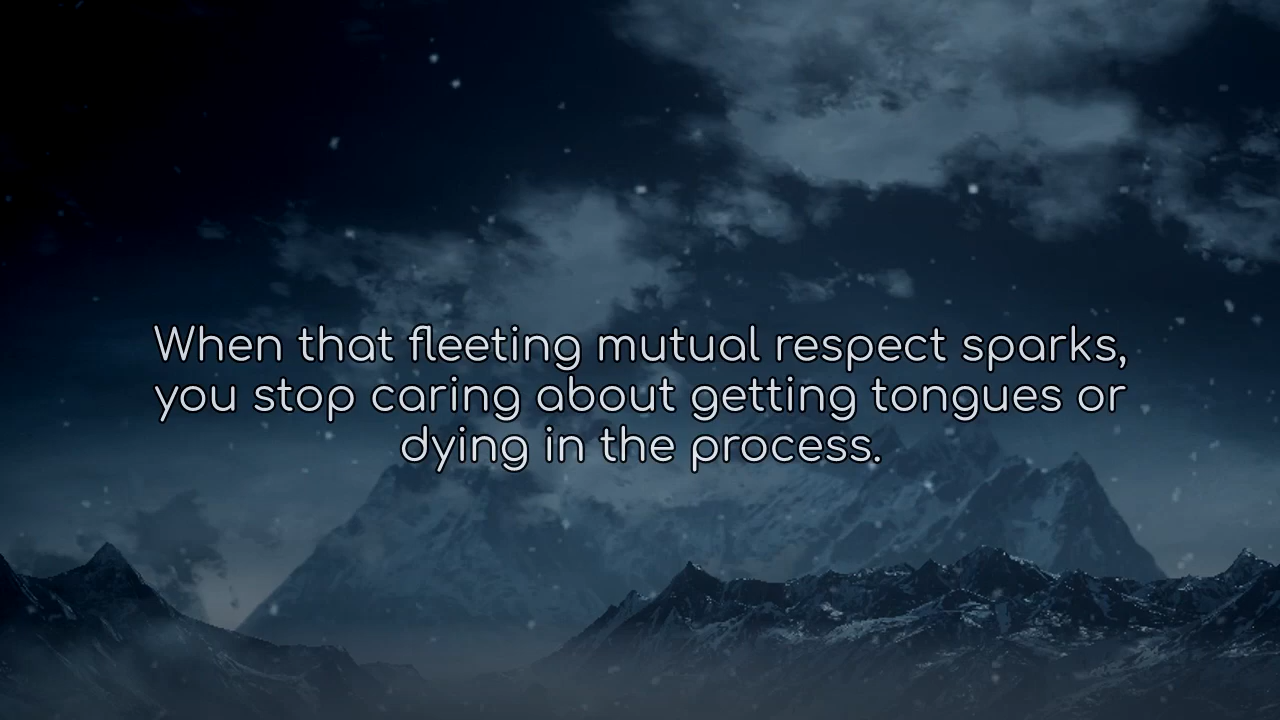 When that fleeting mutual respect sparks,
you stop caring about getting tongues or
dying in the process.